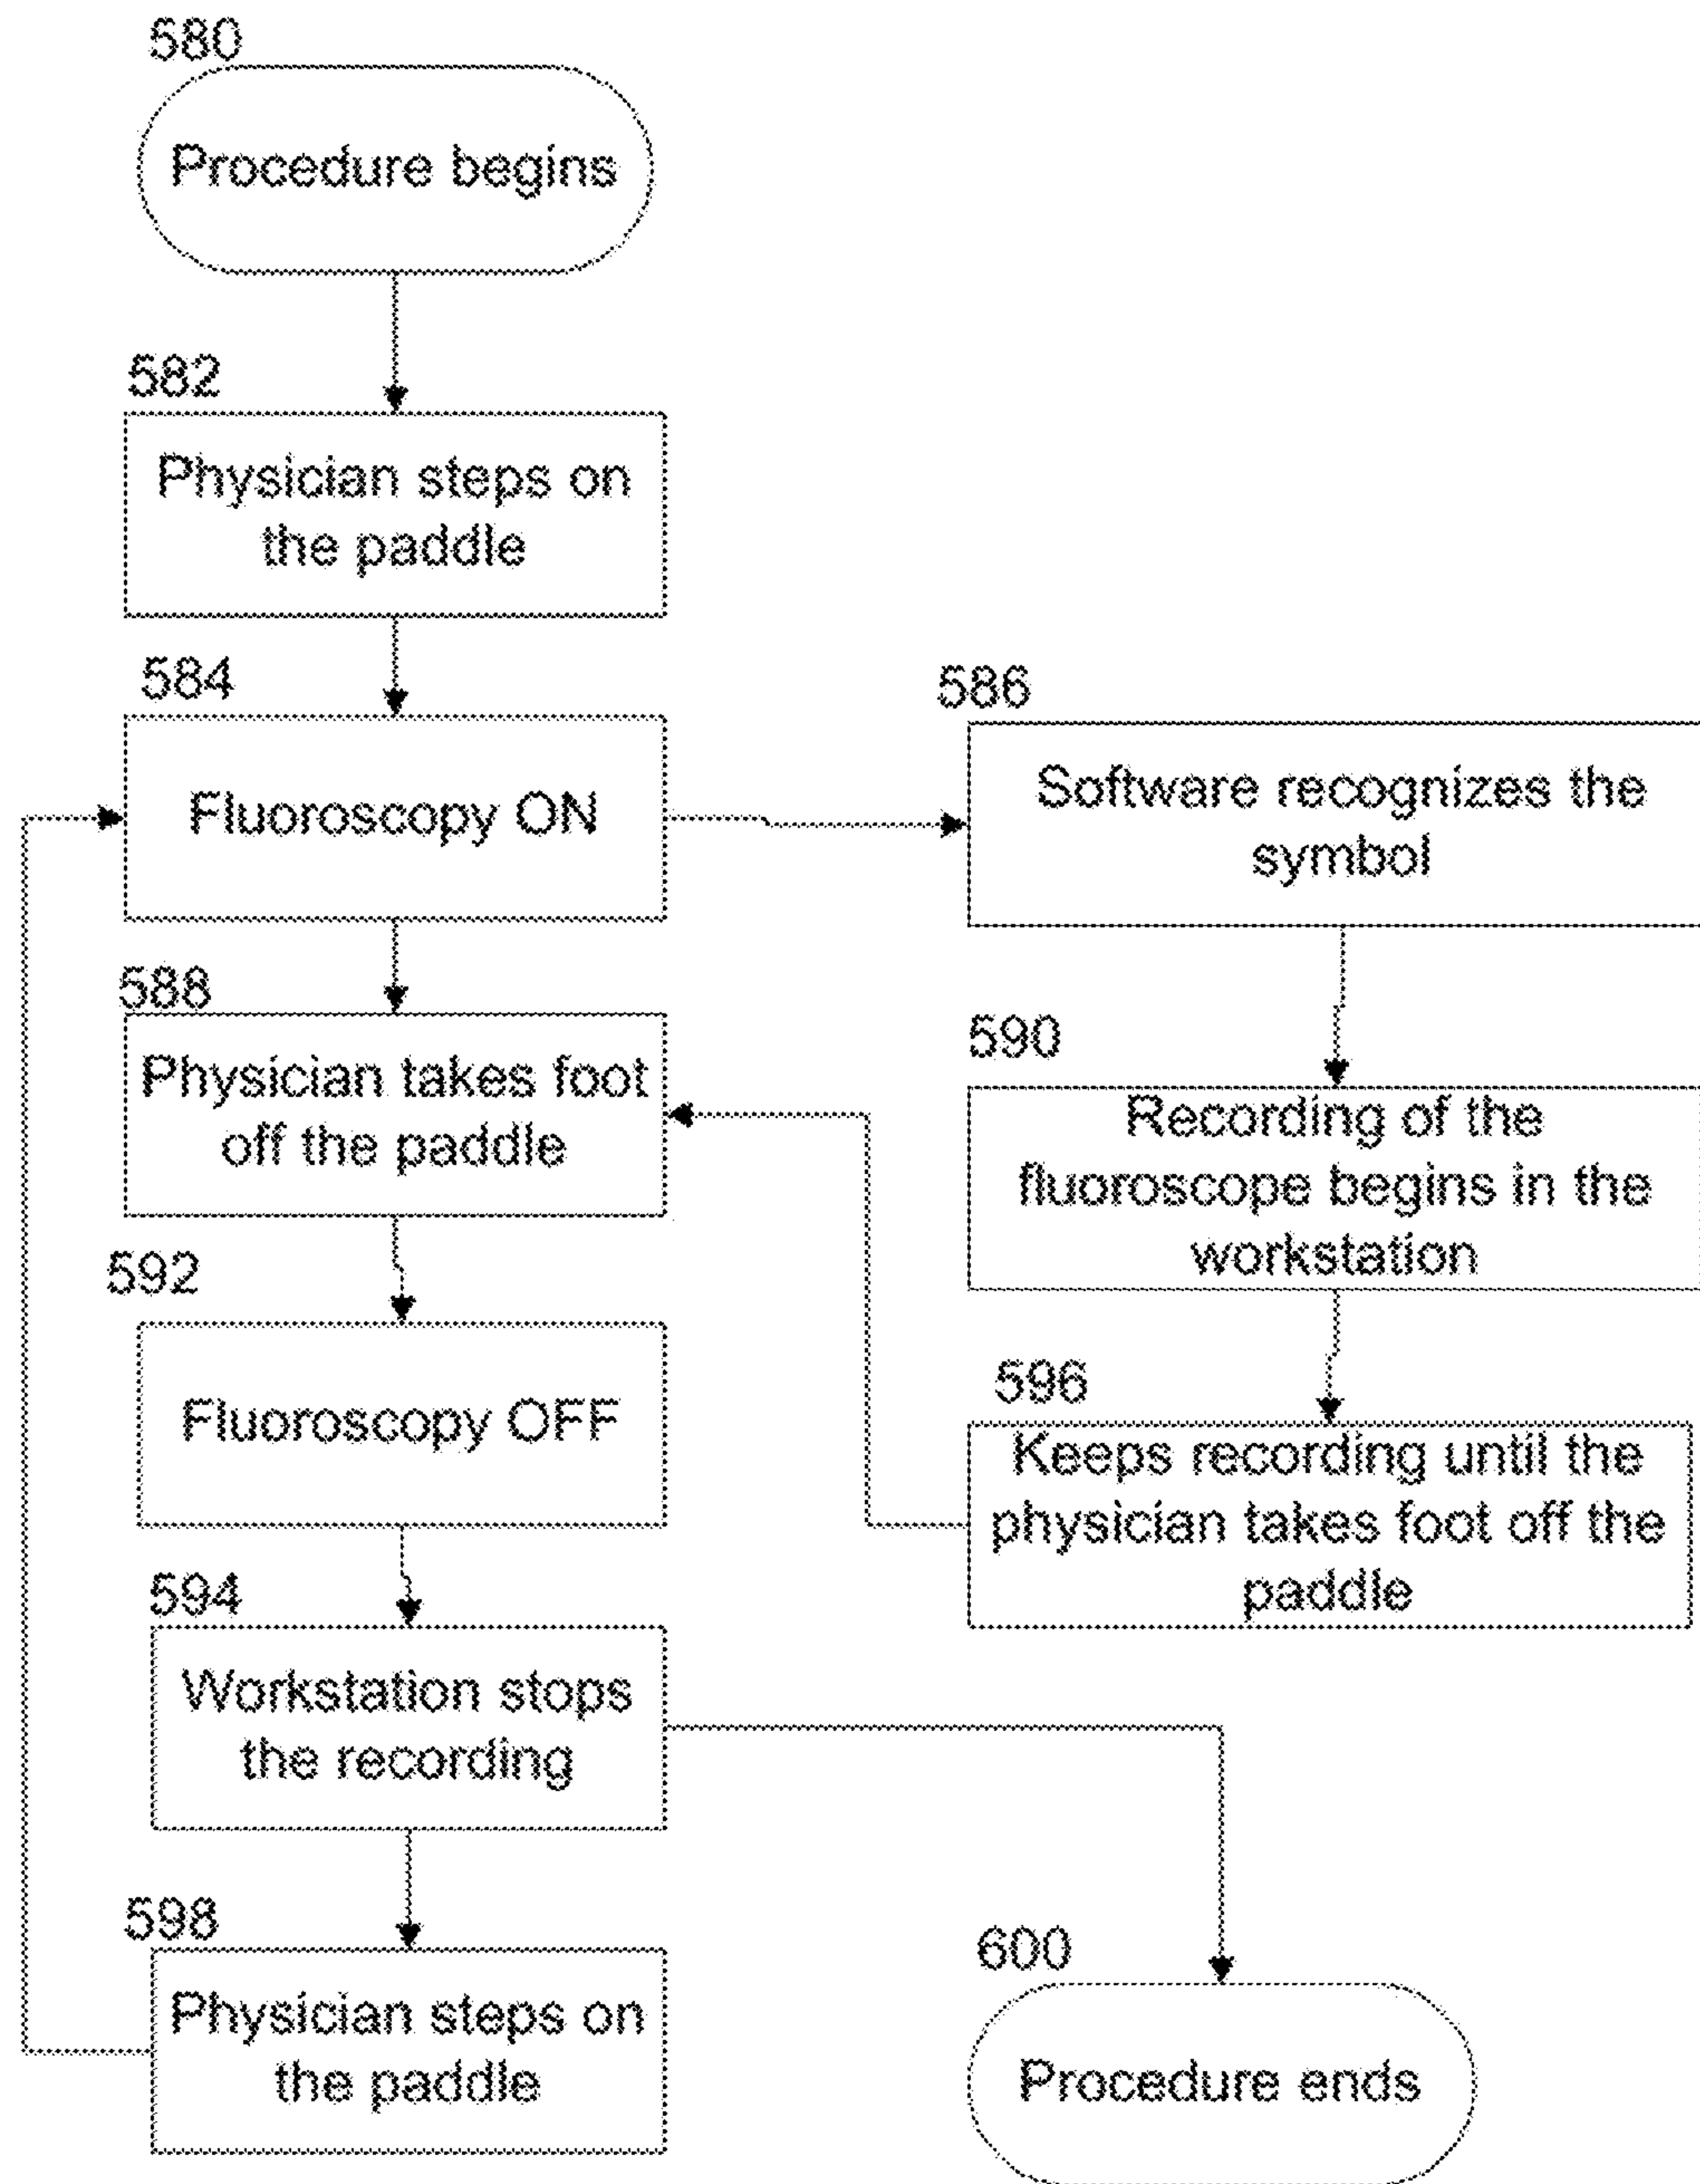 580
Procedure begins
582
Physician steps on
the paddle
584
Fluoroscopy ON
586
Software recognizes the
symbol
588
Physician takes foot
off the paddle
590
Recording of the
fluoroscope begins in the
workstation
592
Fluoroscopy OFF
596
Keeps recording until the
physician takes foot off the
paddle
594
Workstation stops
the recording
598
Physician steps on
the paddle
600
Procedure ends